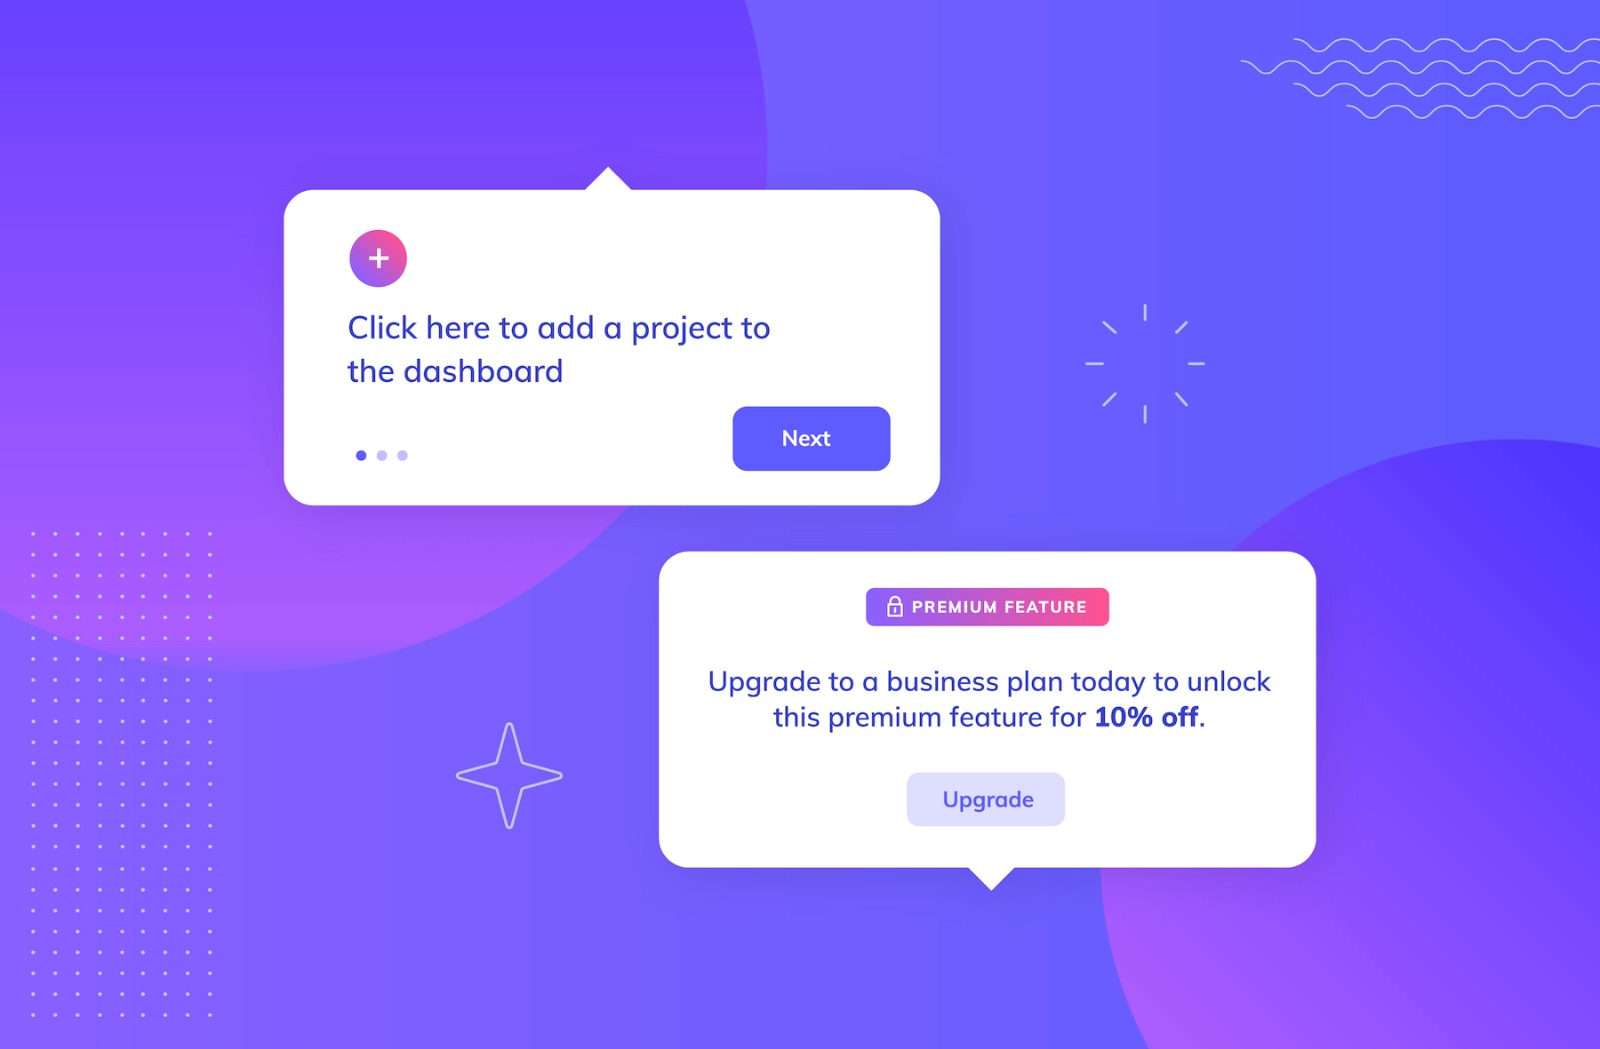 Click here to add a project to
the dashboard
Next
PREMIUM FEATURE
Upgrade to a business plan today to unlock
this premium feature for 10% off.
Upgrade